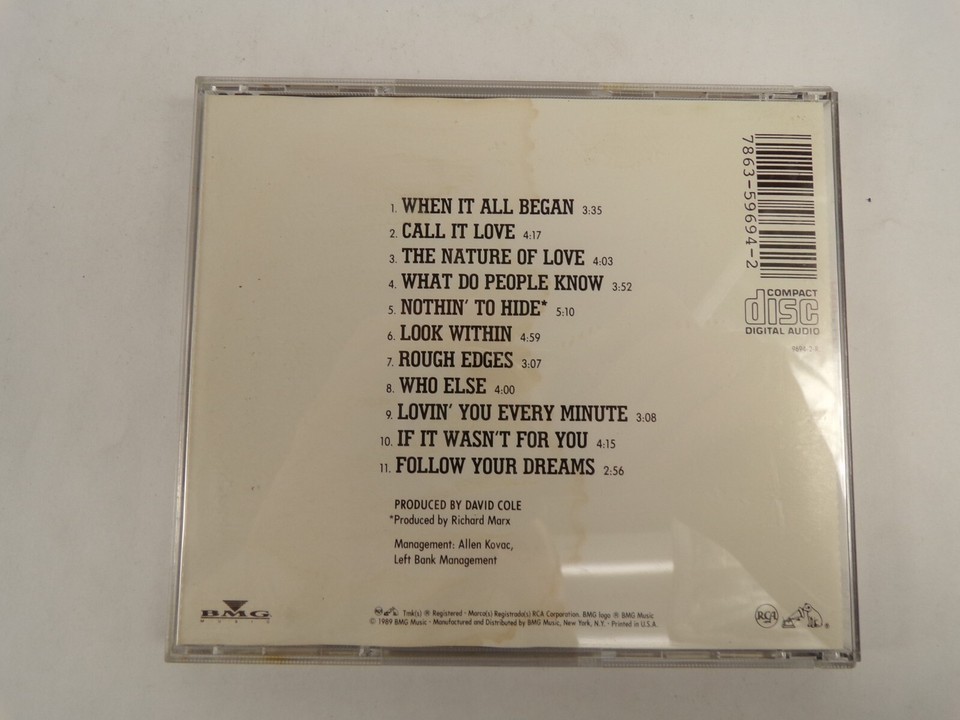 1. WHEN IT ALL BEGAN 3:35
2. CALL IT LOVE 4:17
3. THE NATURE OF LOVE 4:03
4. WHAT DO PEOPLE KNOW 3:52
5. NOTHIN' TO HIDE* 5:10
6. LOOK WITHIN 4:59
7. ROUGH EDGES 3:07
8. WHO ELSE 4:00
9. LOVIN' YOU EVERY MINUTE 3:08
10. IF IT WASN'T FOR YOU 4:15
11. FOLLOW YOUR DREAMS 2:56
PRODUCED BY DAVID COLE
*Produced by Richard Marx
Management: Allen Kovac,
Left Bank Management
7863-59694-2
COMPACT
disc
DIGITAL AUDIO
9694-2-R
BMG
MUSIC
Tmk(s) ® Registered • Marca(s) Registrada(s) RCA Corporation. BMG logo ® BMG Music
© 1989 BMG Music • Manufactured and Distributed by BMG Music, New York, N.Y. • Printed in U.S.A.
RCA
®